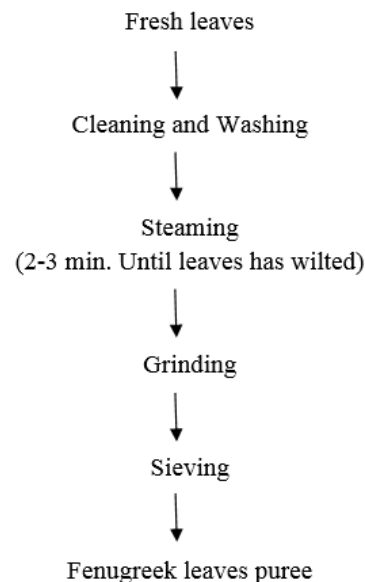 Fresh leaves
Cleaning and Washing
Steaming
(2-3 min. Until leaves has wilted)
Grinding
Sieving
Fenugreek leaves puree